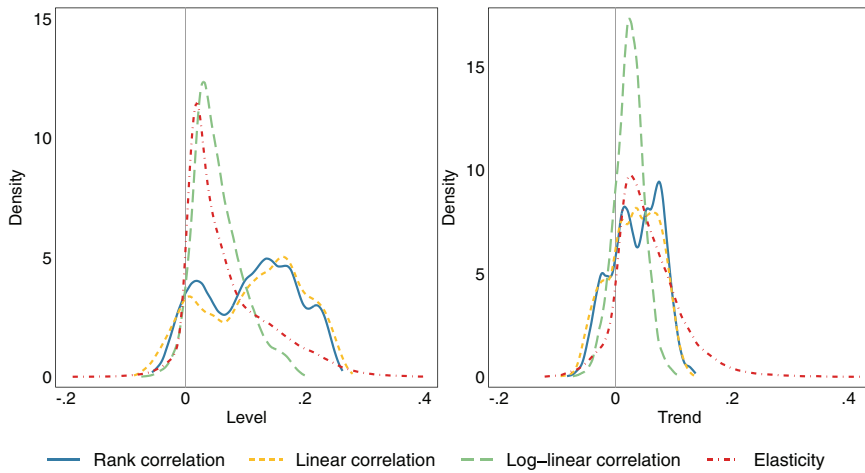 15
10
5
0
Density
-.2
0
.2
.4
Level
15
10
5
0
Density
-.2
0
.2
.4
Trend
Rank correlation
Linear correlation
Log–linear correlation
Elasticity